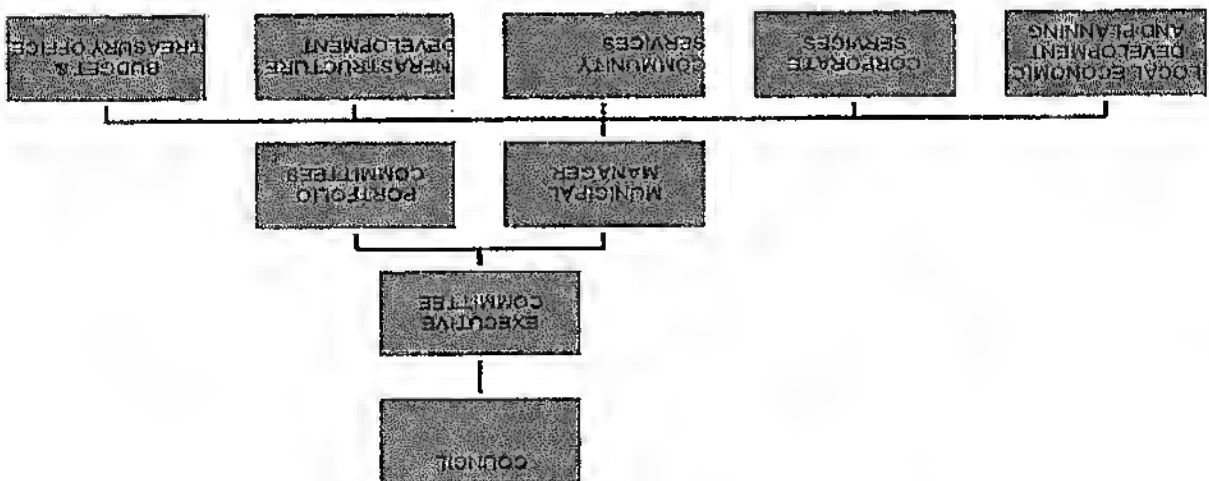 COUNCIL
EXECUTIVE
COMMITTEE
MUNICIPAL
MANAGER
PORTFOLIO
COMMITTEES
LOCAL ECONOMIC
DEVELOPMENT
AND PLANNING
CORPORATE
SERVICES
COMMUNITY
SERVICES
INFRASTRUCTURE
DEVELOPMENT
BUDGET &
TREASURY OFFICE